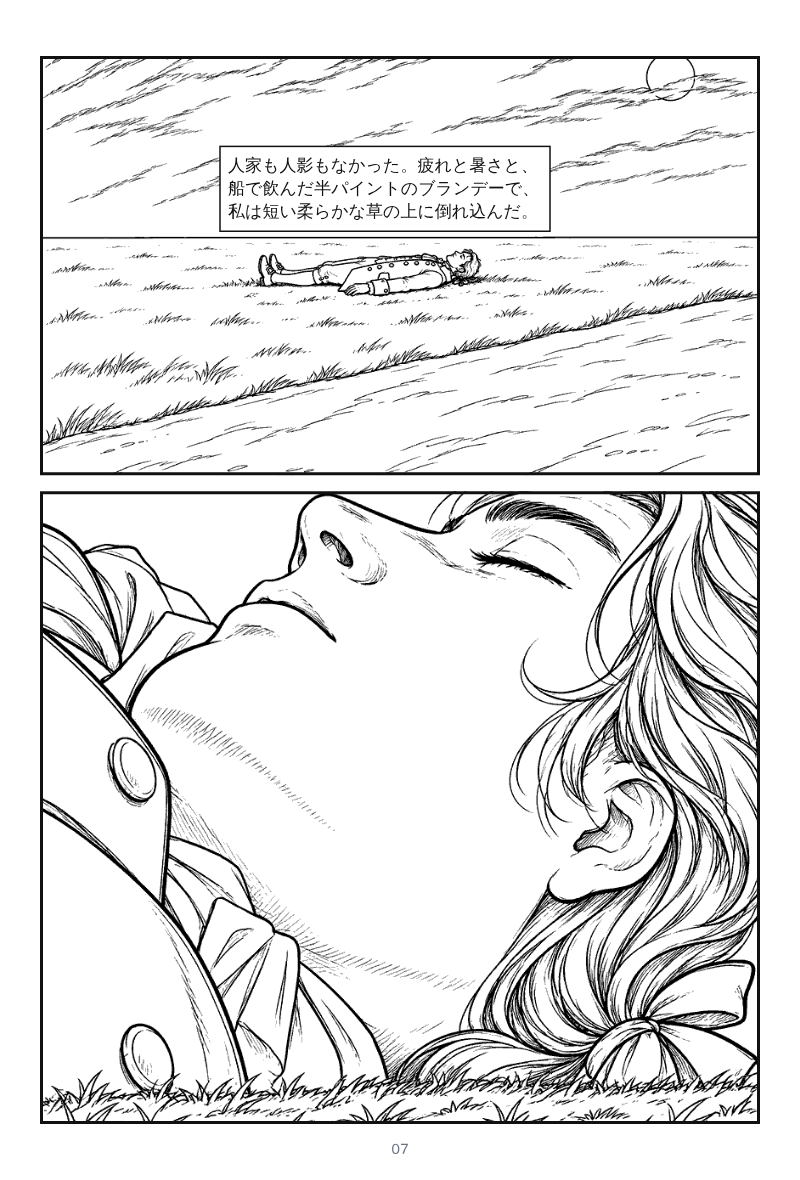 人家も人影もなかった。疲れと暑さと、
船で飲んだ半パイントのブランデーで、
私は短い柔らかな草の上に倒れ込んだ。
07